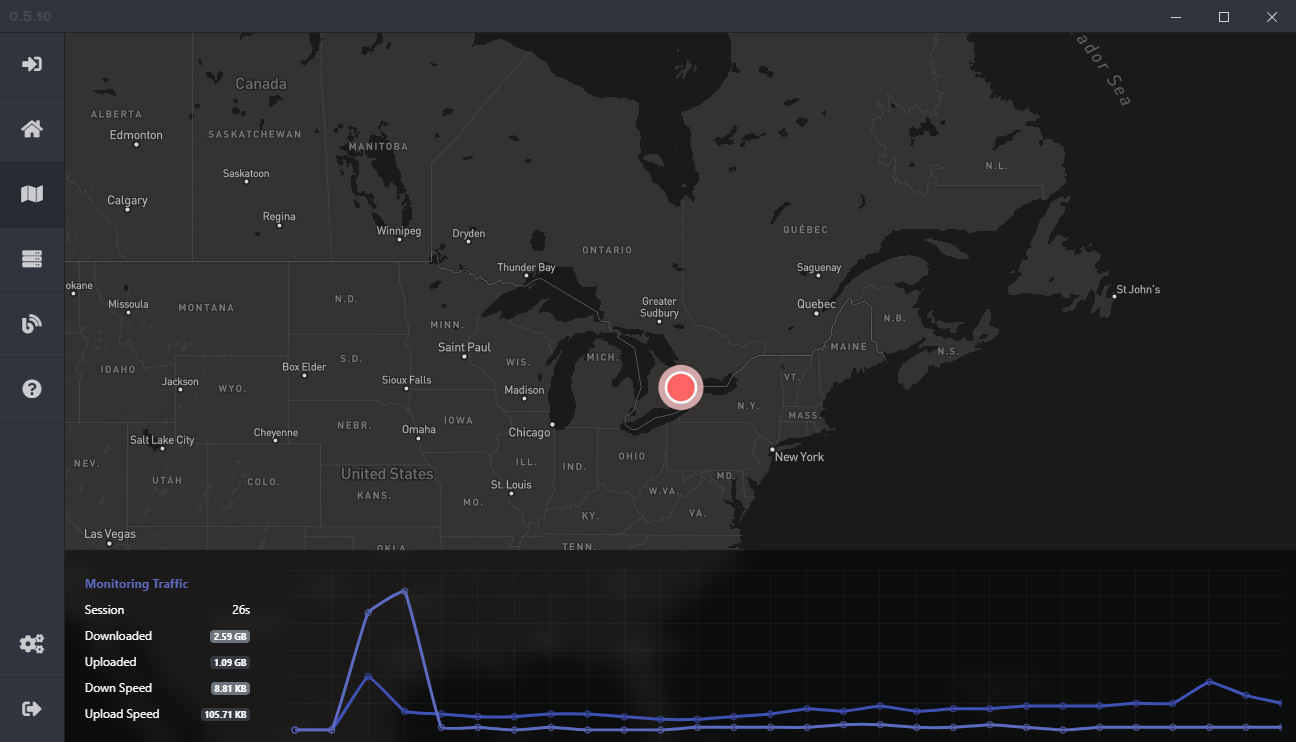 0.5.10
ador Sea
Canada
ALBERTA
Edmonton
SASKATCHEWAN
MANITOBA
N.L.
Saskatoon
Calgary
Regina
Winnipeg
Dryden
QUÉBEC
ONTARIO
Thunder Bay
Saguenay
okane
St John's
Missoula
MONTANA
N.D.
Greater
Sudbury
Quebec
N.B.
MINN.
Saint Paul
MAINE
N.S.
S.D.
WIS.
MICH.
IDAHO
Box Elder
Jackson
WYO.
Sioux Falls
Madison
VT.
N.Y.
MASS.
NEBR.
IOWA
Cheyenne
Omaha
Chicago
Salt Lake City
New York
OHIO
NEV.
ILL.
IND.
United States
UTAH
COLO.
MD.
St. Louis
W.VA.
KANS.
MO.
KY.
VA.
Las Vegas
OKLA.
TENN.
Monitoring Traffic
Session 26s
Downloaded 2.59 GB
Uploaded 1.09 GB
Down Speed 8.81 KB
Upload Speed 105.71 KB